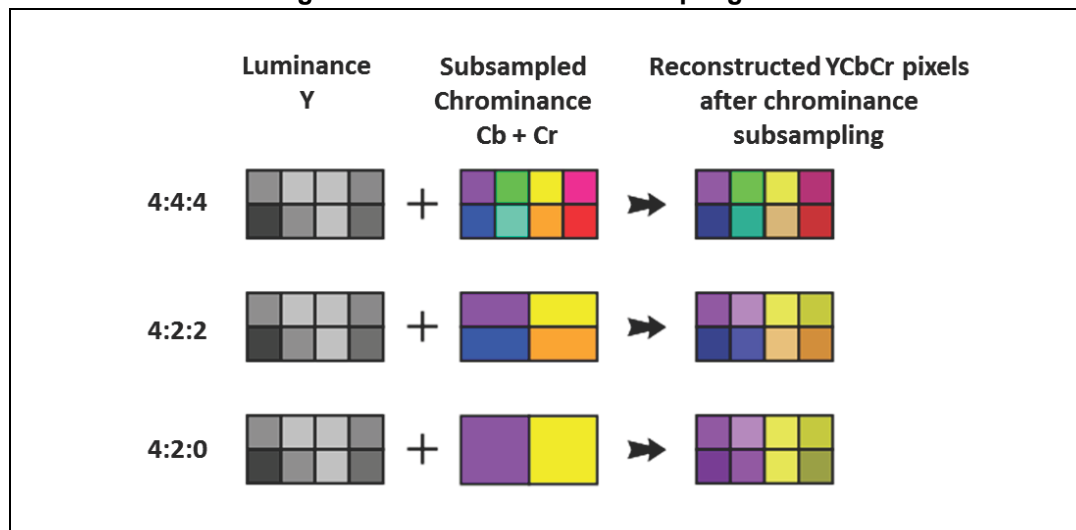 Luminance
Y
Subsampled
Chrominance
Cb + Cr
Reconstructed YCbCr pixels
after chrominance
subsampling
4:4:4
+
4:2:2
+
4:2:0
+